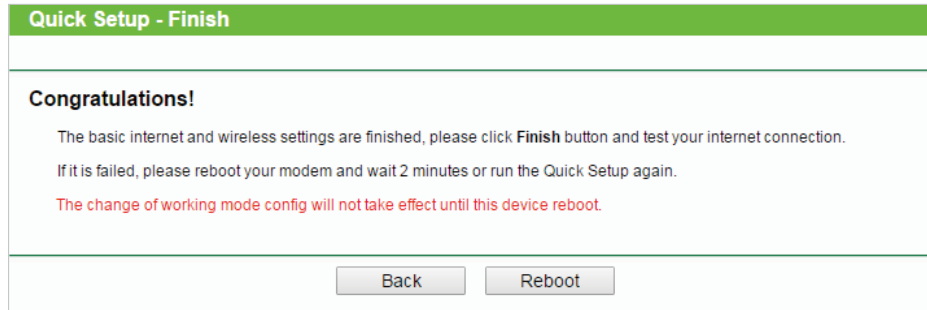 Quick Setup - Finish
Congratulations!
The basic internet and wireless settings are finished, please click Finish button and test your internet connection.
If it is failed, please reboot your modem and wait 2 minutes or run the Quick Setup again.
The change of working mode config will not take effect until this device reboot.
Back Reboot